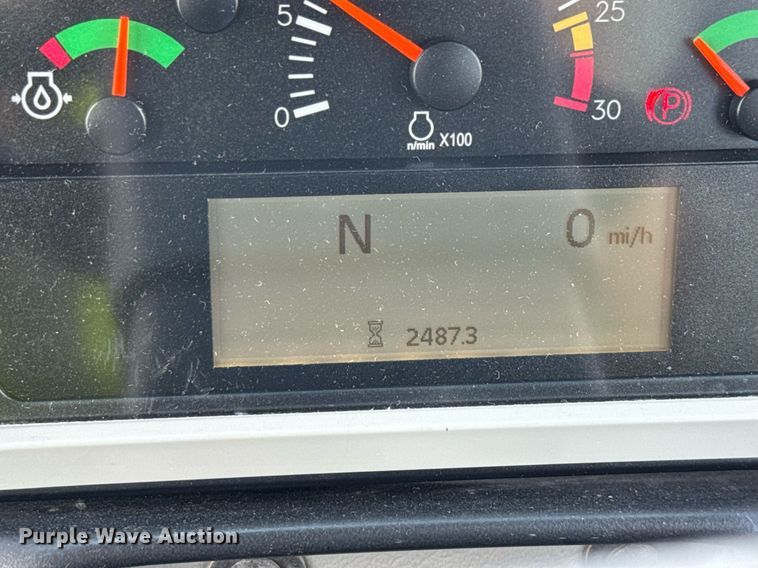 5
0
n/min X100
25
30
P
N 0 mi/h
2487.3
Purple Wave Auction